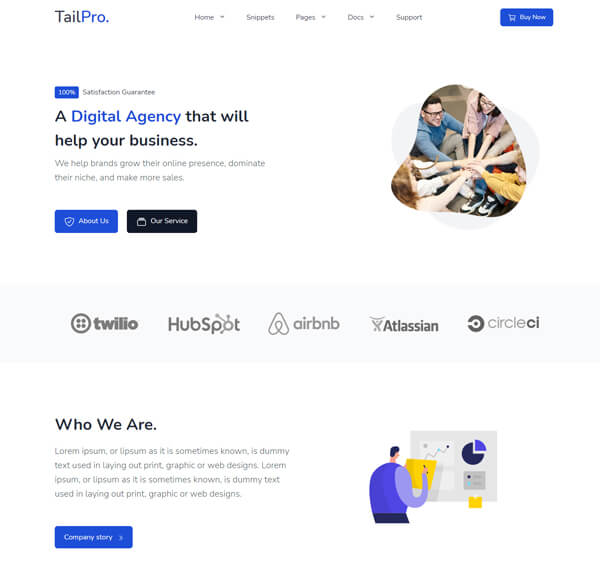 TailPro.
Home Snippets Pages Docs Support
Buy Now
100% Satisfaction Guarantee
A Digital Agency that will
help your business.
We help brands grow their online presence, dominate
their niche, and make more sales.
About Us
Our Service
twilio
HubSpot
airbnb
Atlassian
circleci
Who We Are.
Lorem ipsum, or lipsum as it is sometimes known, is dummy
text used in laying out print, graphic or web designs. Lorem
ipsum, or lipsum as it is sometimes known, is dummy text
used in laying out print, graphic or web designs.
Company story